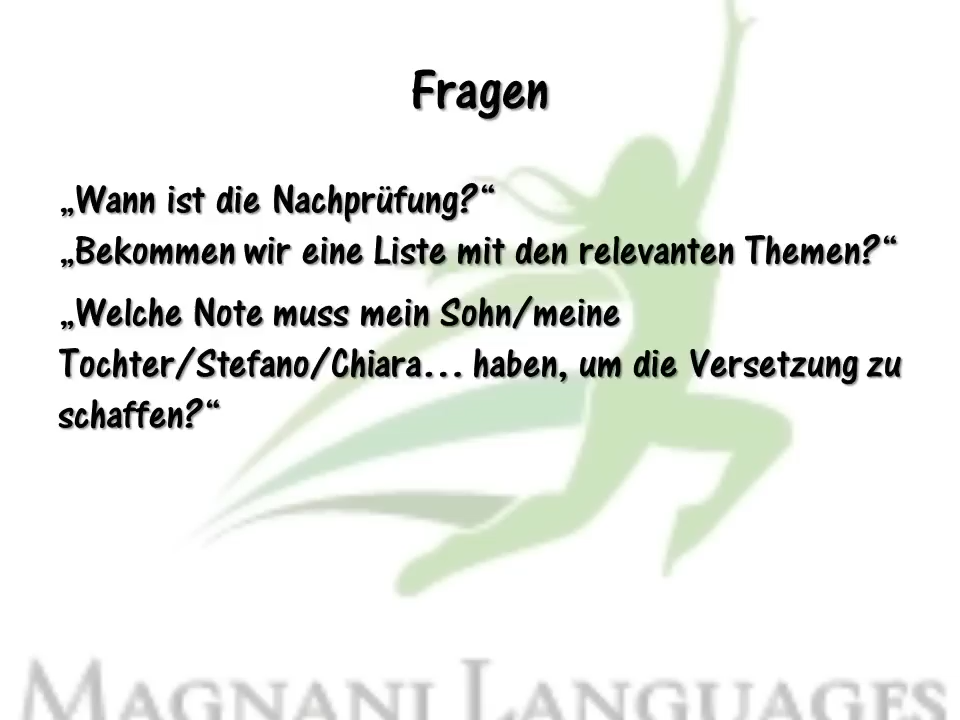 Fragen
„Wann ist die Nachprüfung?“
„Bekommen wir eine Liste mit den relevanten Themen?“
„Welche Note muss mein Sohn/meine
Tochter/Stefano/Chiara... haben, um die Versetzung zu
schaffen?“
MAGNANI LANGUAGES